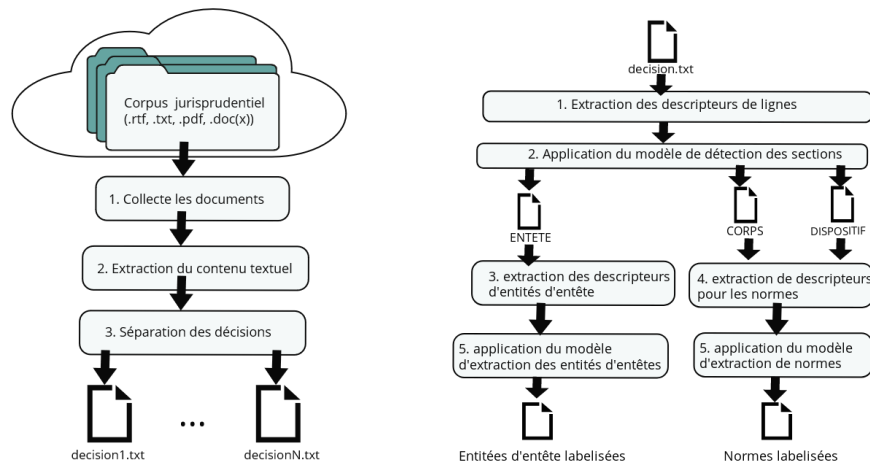 Corpus jurisprudentiel
(.rtf, .txt, .pdf, .doc(x))
1. Collecte les documents
2. Extraction du contenu textuel
3. Séparation des décisions
...
decision1.txt
decisionN.txt
decision.txt
1. Extraction des descripteurs de lignes
2. Application du modèle de détection des sections
ENTETE
CORPS
DISPOSITIF
3. extraction des descripteurs
d'entités d'entête
4. extraction de descripteurs
pour les normes
5. application du modèle
d'extraction des entités d'entêtes
5. application du modèle
d'extraction de normes
Entitées d'entête labelisées
Normes labelisées